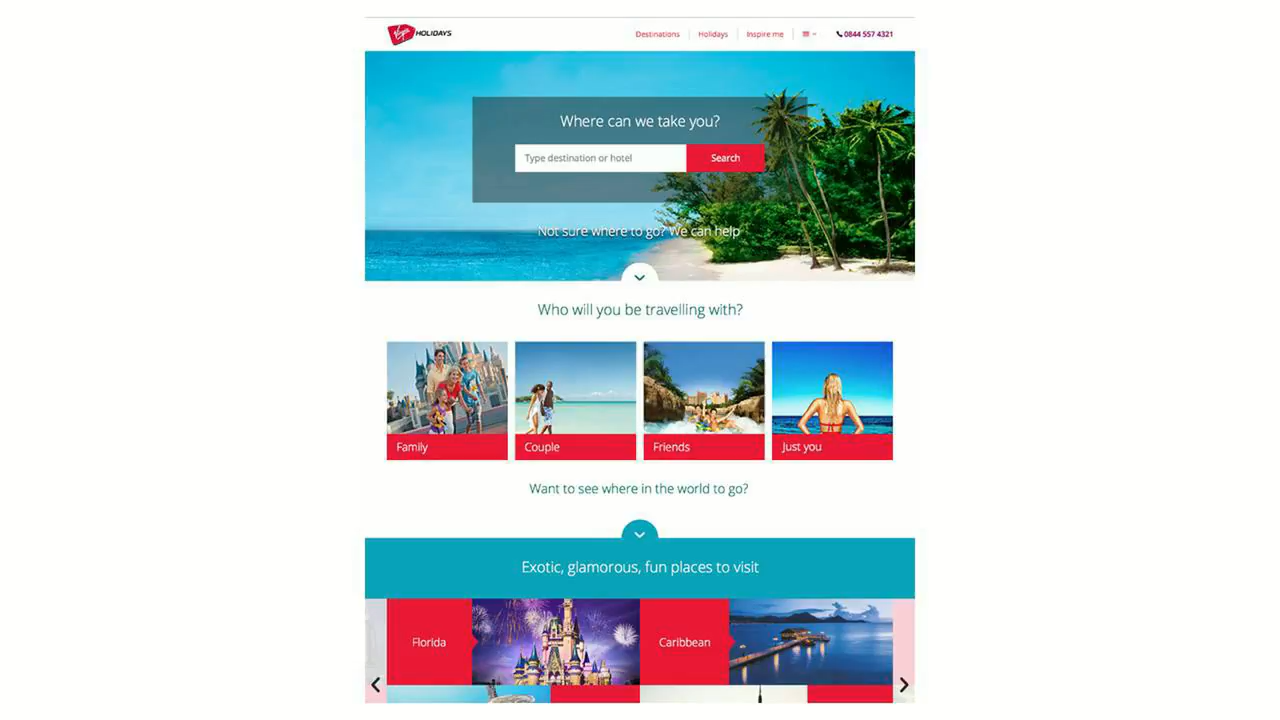 Virgin HOLIDAYS
Destinations
Holidays
Inspire me
0844 557 4321
Where can we take you?
Type destination or hotel
Search
Not sure where to go? We can help
Who will you be travelling with?
Family
Couple
Friends
Just you
Want to see where in the world to go?
Exotic, glamorous, fun places to visit
Florida
Caribbean